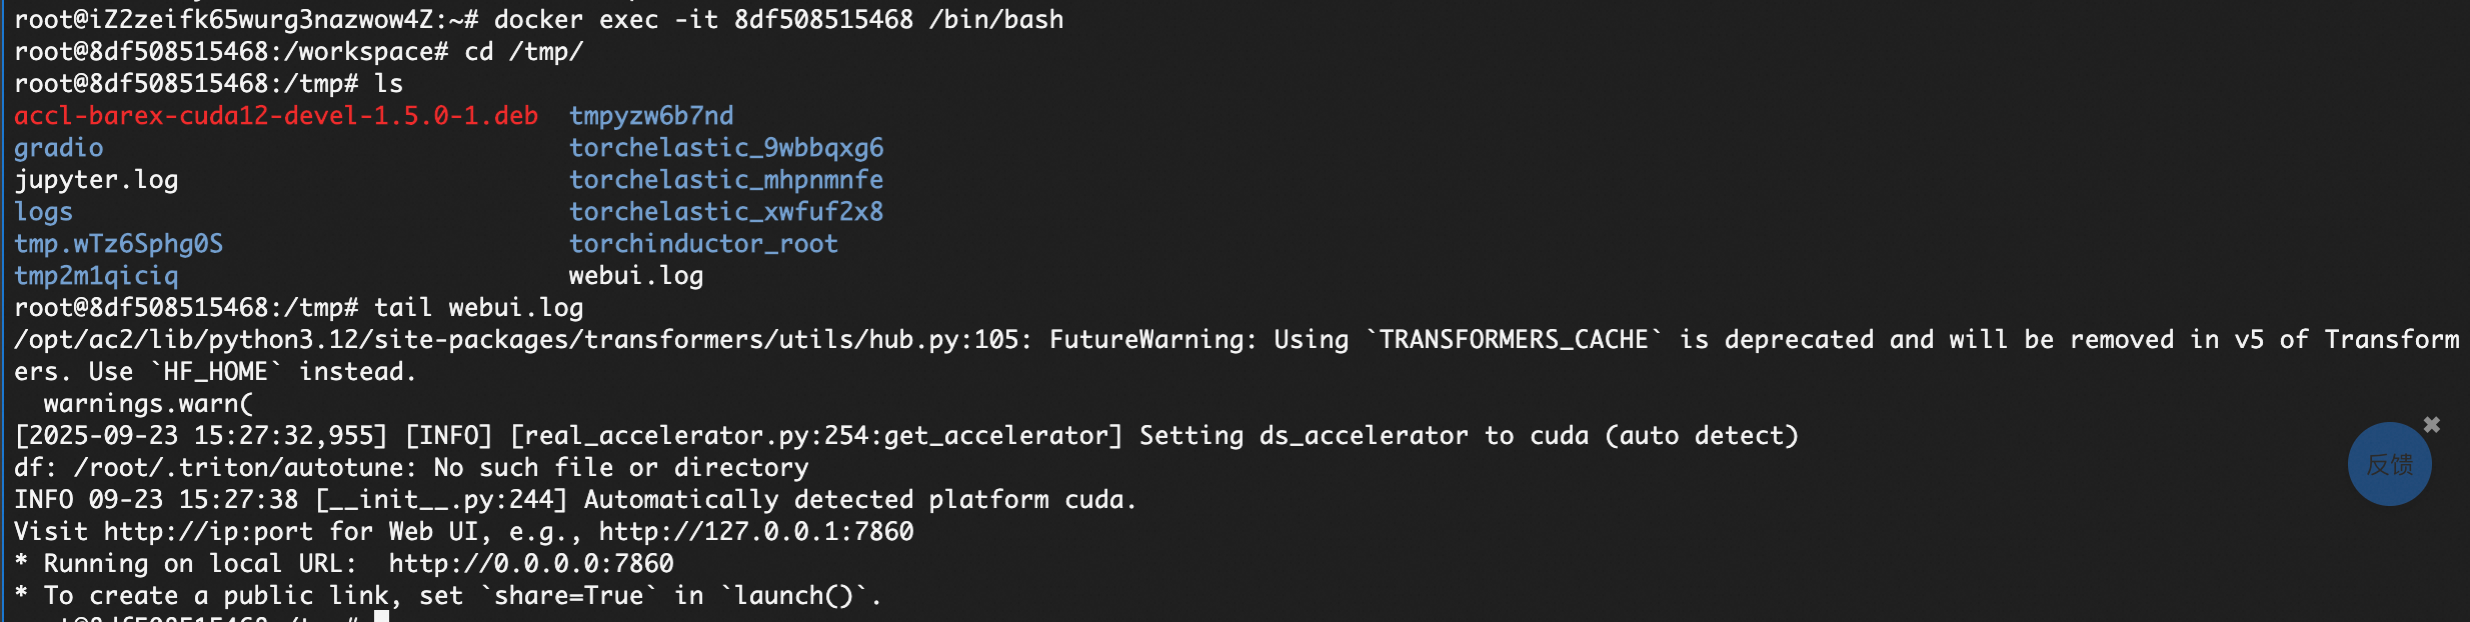 root@iZ2zeifk65wurg3nazwow4Z:~# docker exec -it 8df508515468 /bin/bash
root@8df508515468:/workspace# cd /tmp/
root@8df508515468:/tmp# ls
accl-barex-cuda12-devel-1.5.0-1.deb  tmpyzw6b7nd
gradio                               torchelastic_9wbbqxg6
jupyter.log                          torchelastic_mhpnmnfe
logs                                 torchelastic_xwfuf2x8
tmp.wTz6Sphg0S                       torchinductor_root
tmp2m1qiciq                          webui.log
root@8df508515468:/tmp# tail webui.log
/opt/ac2/lib/python3.12/site-packages/transformers/utils/hub.py:105: FutureWarning: Using `TRANSFORMERS_CACHE` is deprecated and will be removed in v5 of Transform
ers. Use `HF_HOME` instead.
  warnings.warn(
[2025-09-23 15:27:32,955] [INFO] [real_accelerator.py:254:get_accelerator] Setting ds_accelerator to cuda (auto detect)
df: /root/.triton/autotune: No such file or directory
反馈
INFO 09-23 15:27:38 [__init__.py:244] Automatically detected platform cuda.
Visit http://ip:port for Web UI, e.g., http://127.0.0.1:7860
* Running on local URL:  http://0.0.0.0:7860
* To create a public link, set `share=True` in `launch()`.
root@8df508515468:/tmp#